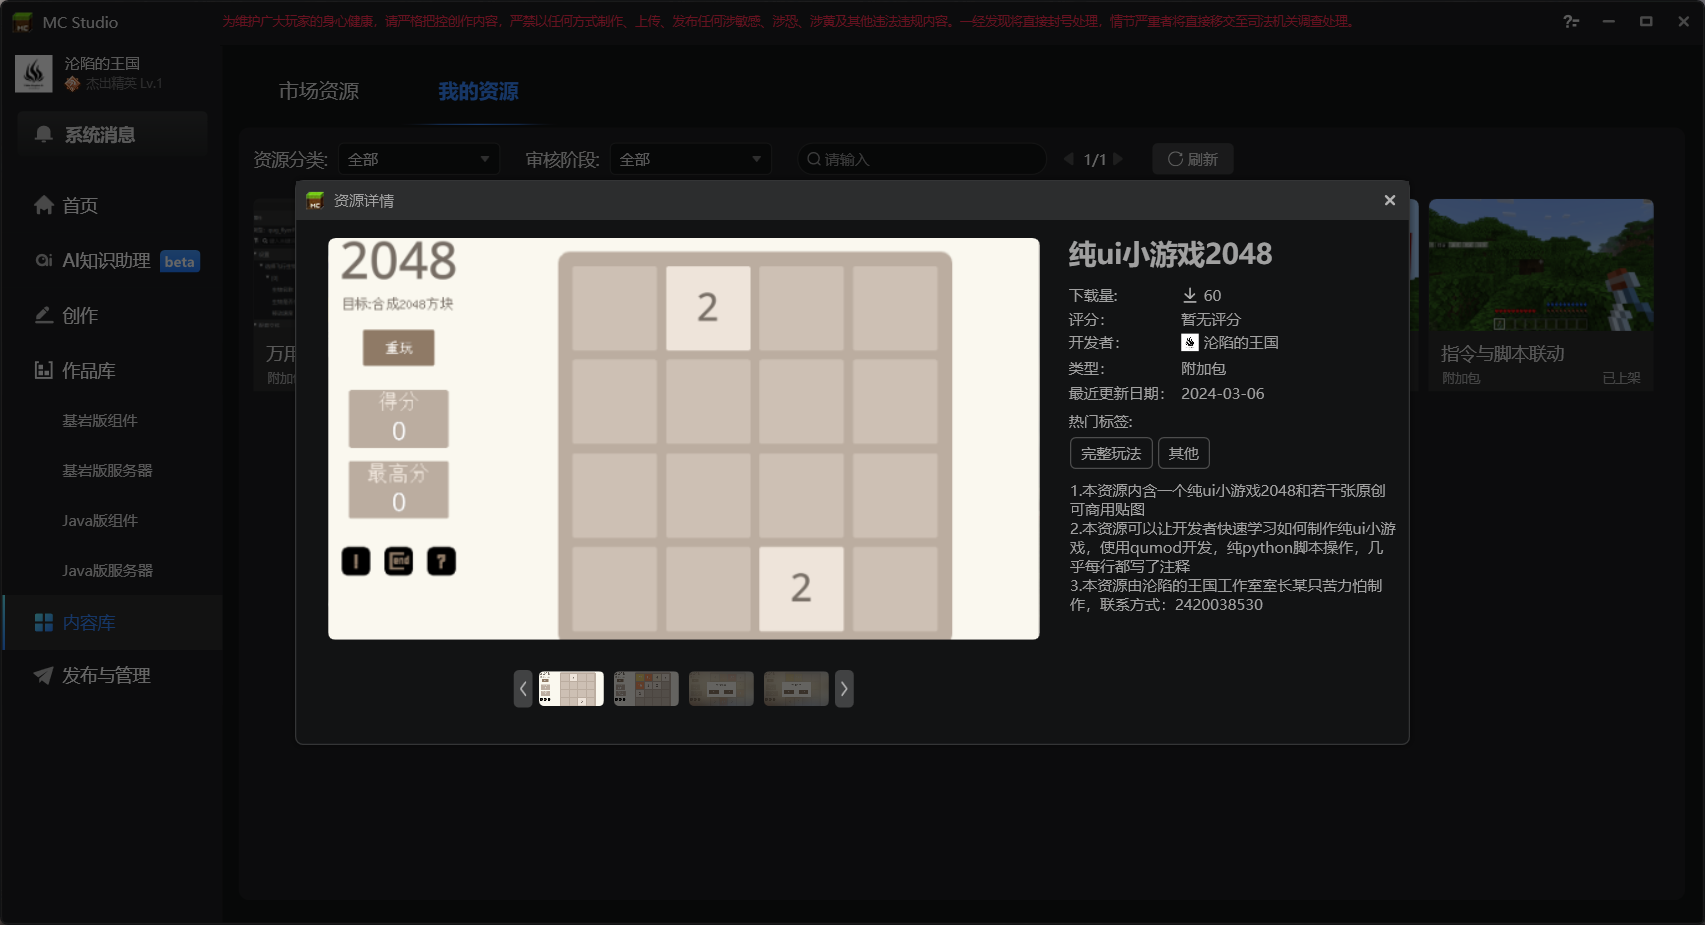 MC Studio
为维护广大玩家的身心健康，请严格把控创作内容，严禁以任何方式制作、上传、发布任何涉敏感、涉恐、涉黄及其他违法违规内容。一经发现将直接封号处理，情节严重者将直接移交至司法机关调查处理。
沦陷的王国
杰出精英 Lv.1
系统消息
首页
AI知识助理 beta
创作
作品库
基岩版组件
基岩版服务器
Java版组件
Java版服务器
内容库
发布与管理
市场资源 我的资源
资源分类: 全部 审核阶段: 全部 请输入 1/1 刷新
资源详情
2048
目标:合成2048方块
重玩
得分
0
最高分
0
end ?
2
2
纯ui小游戏2048
下载量: 60
评分: 暂无评分
开发者: 沦陷的王国
类型: 附加包
最近更新日期: 2024-03-06
热门标签:
完整玩法 其他
1.本资源内含一个纯ui小游戏2048和若干张原创
可商用贴图
2.本资源可以让开发者快速学习如何制作纯ui小游
戏，使用qumod开发，纯python脚本操作，几
乎每行都写了注释
3.本资源由沦陷的王国工作室室长某只苦力怕制
作，联系方式：2420038530
万用
附加
指令与脚本联动
附加包 已上架